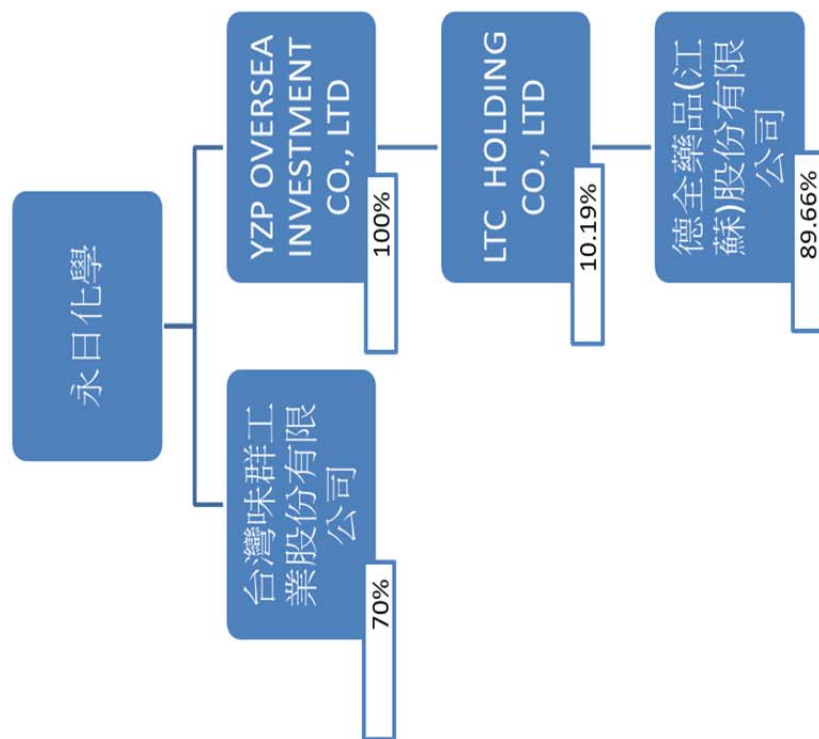 永日化學
台灣味群工
業股份有限
公司
70%
YZP OVERSEA
INVESTMENT
CO., LTD
100%
LTC HOLDING
CO., LTD
10.19%
德全藥品(江
蘇)股份有限
公司
89.66%